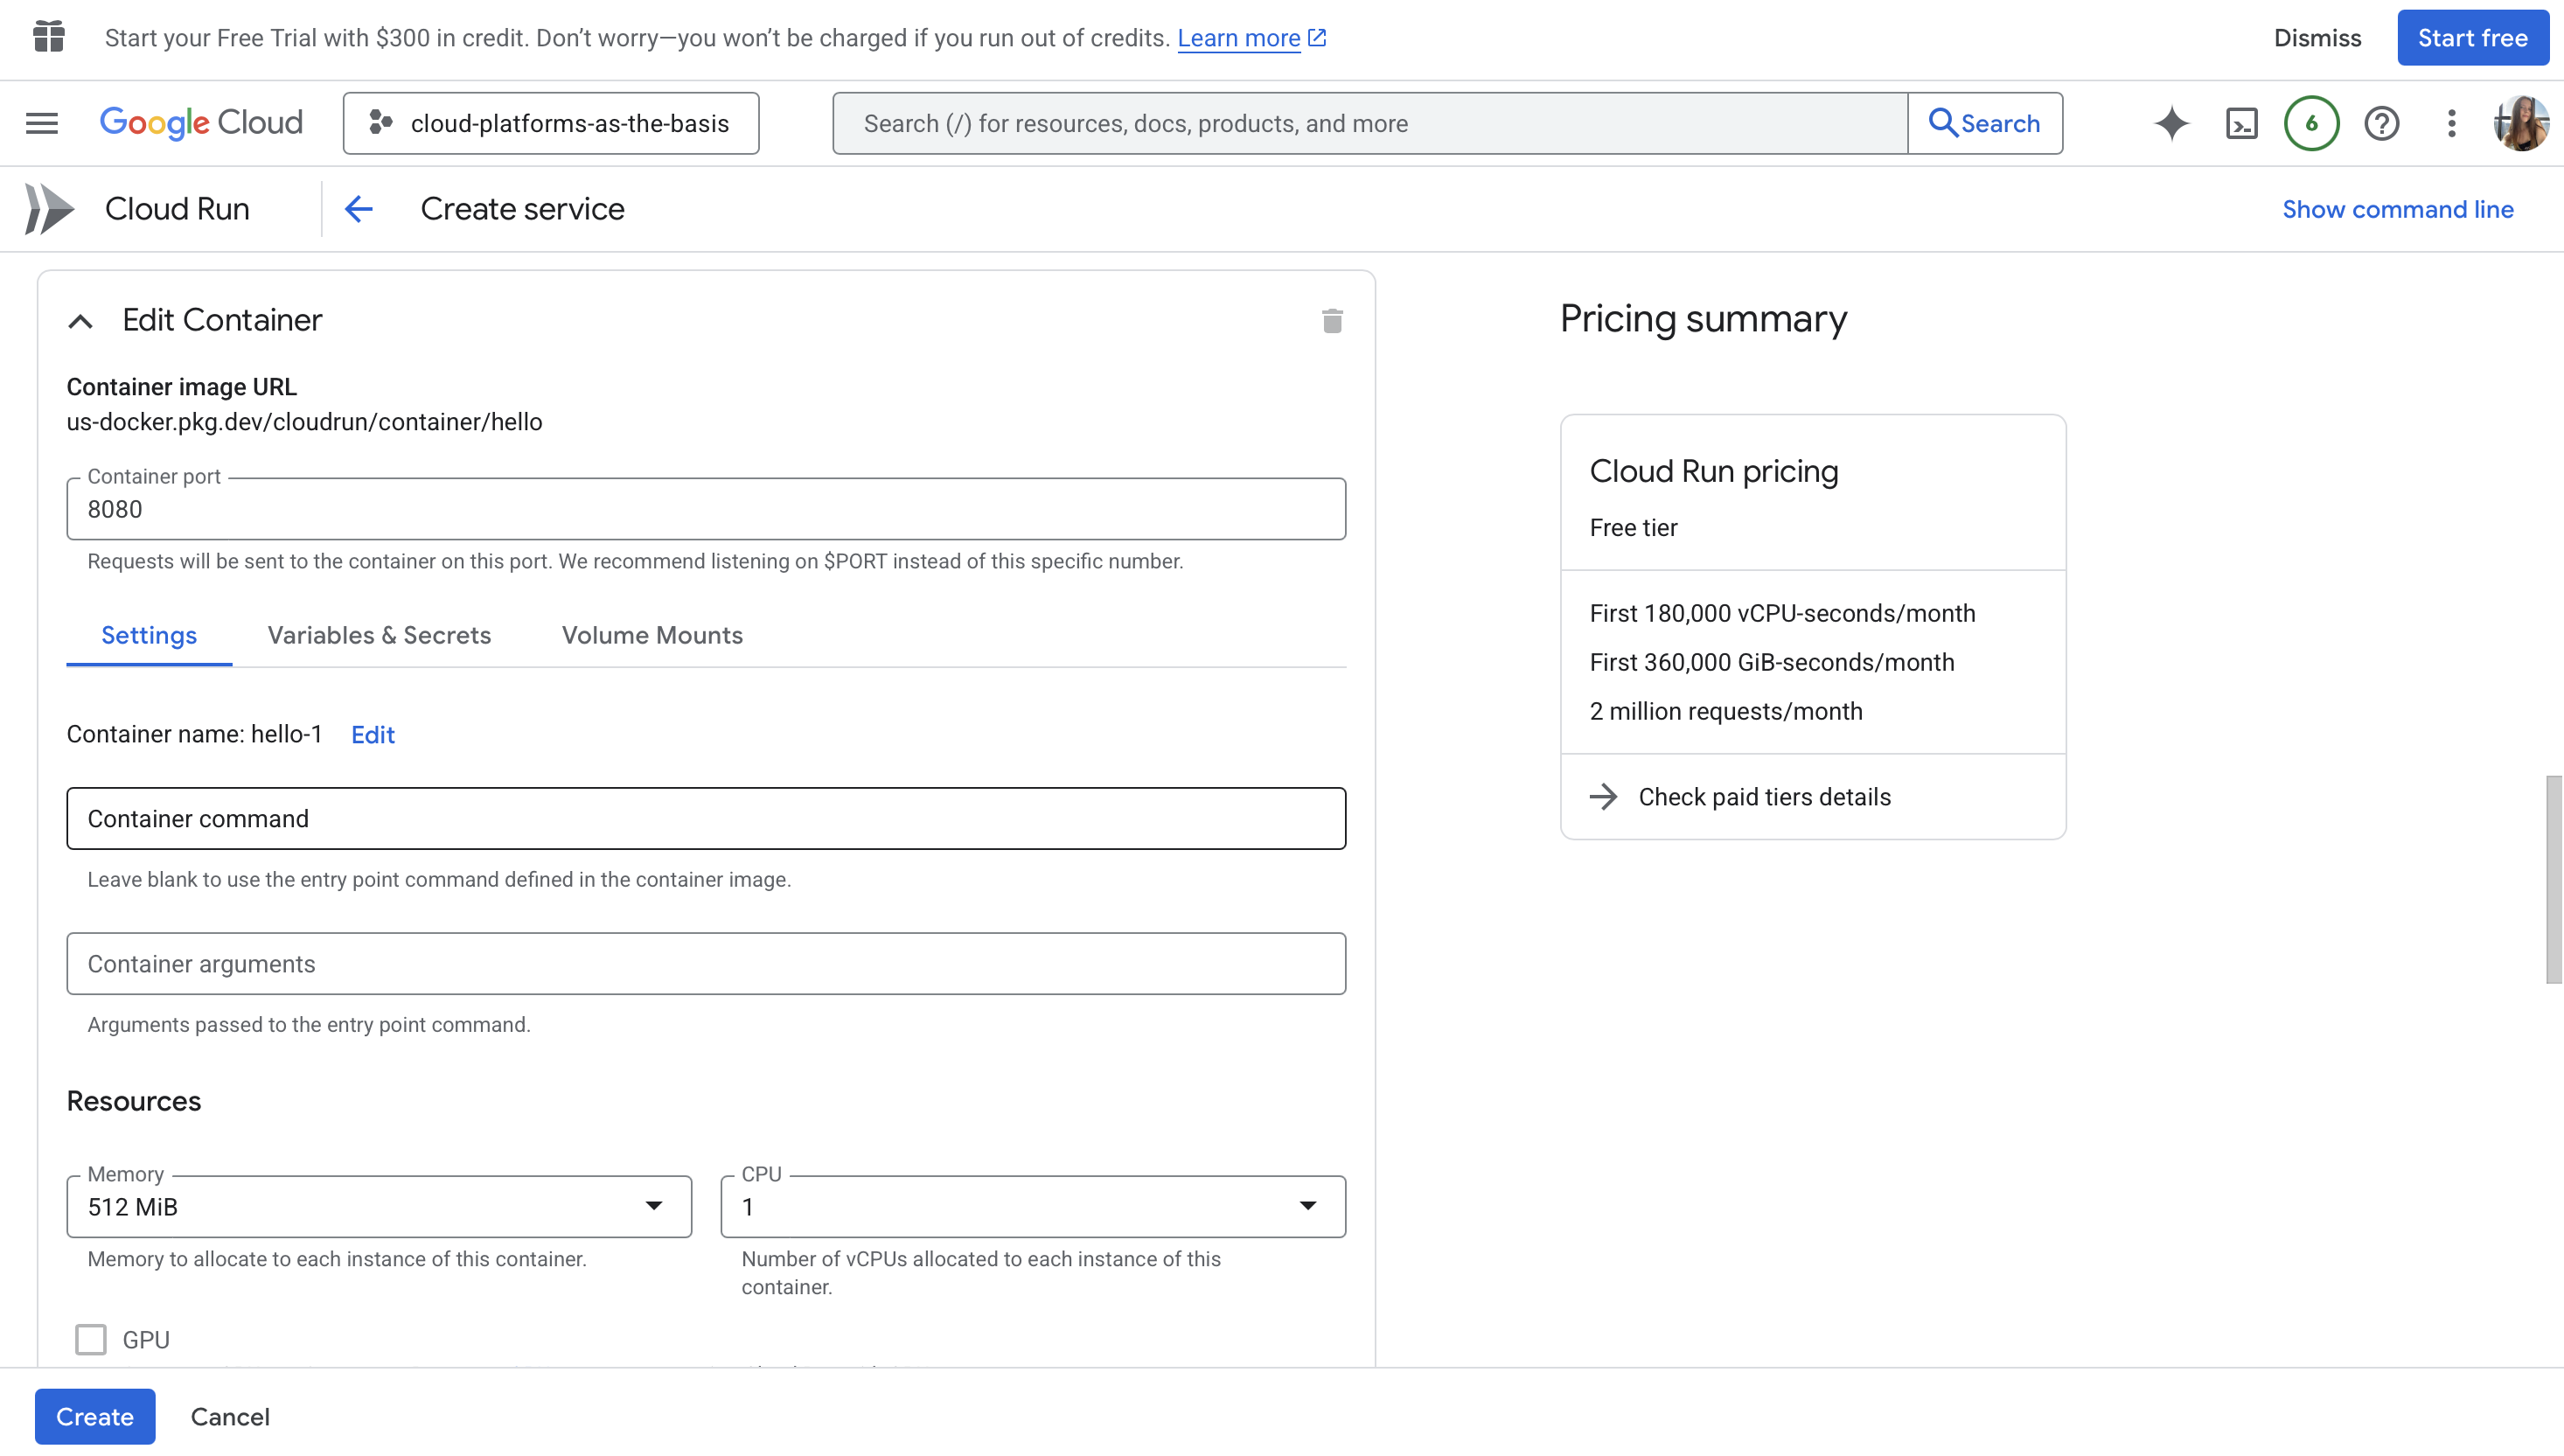 Start your Free Trial with $300 in credit. Don’t worry—you won’t be charged if you run out of credits. Learn more
Dismiss
Start free
Google Cloud
cloud-platforms-as-the-basis
Search (/) for resources, docs, products, and more
Search
6
Cloud Run
Create service
Show command line
Edit Container
Container image URL
us-docker.pkg.dev/cloudrun/container/hello
Container port
8080
Requests will be sent to the container on this port. We recommend listening on $PORT instead of this specific number.
Settings
Variables & Secrets
Volume Mounts
Container name: hello-1
Edit
Container command
Leave blank to use the entry point command defined in the container image.
Container arguments
Arguments passed to the entry point command.
Resources
Memory
512 MiB
Memory to allocate to each instance of this container.
CPU
1
Number of vCPUs allocated to each instance of this
container.
GPU
Create
Cancel
Pricing summary
Cloud Run pricing
Free tier
First 180,000 vCPU-seconds/month
First 360,000 GiB-seconds/month
2 million requests/month
Check paid tiers details